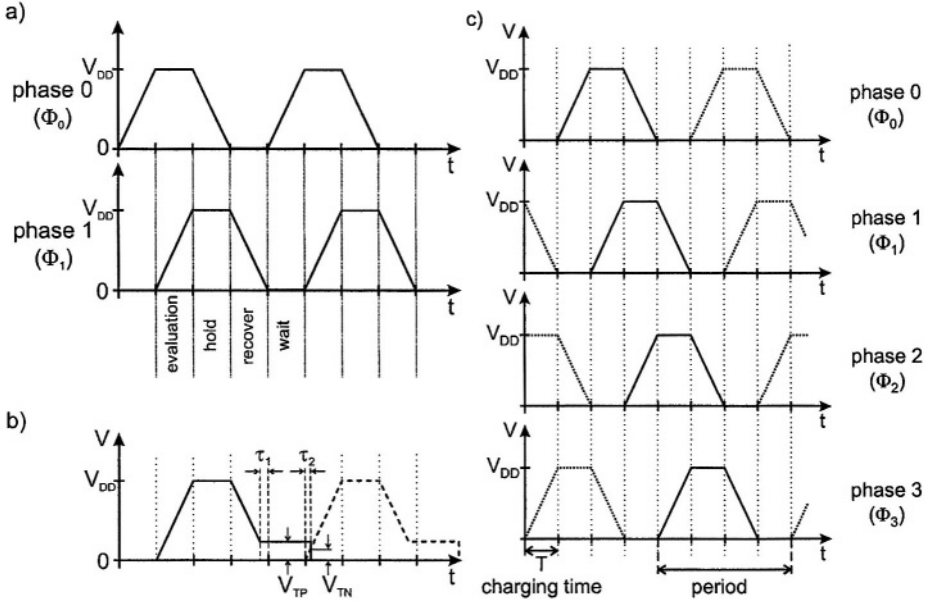 a)
V_DD
phase 0
(Φ₀)
0
t
V_DD
phase 1
(Φ₁)
0
t
evaluation
hold
recover
wait
b)
V
τ₁
τ₂
V_DD
0
t
V_TP
V_TN
c)
V
V_DD
t
phase 0
(Φ₀)
V
V_DD
t
phase 1
(Φ₁)
V
V_DD
t
phase 2
(Φ₂)
V
V_DD
t
phase 3
(Φ₃)
T
charging time
period